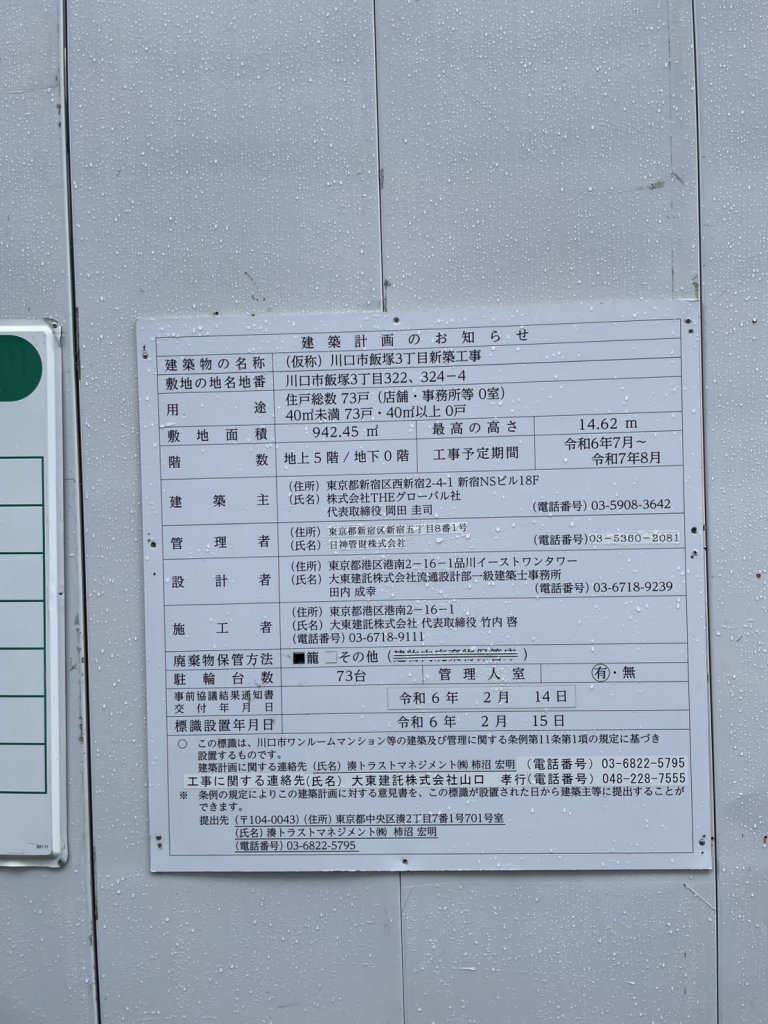 建築計画のお知らせ
建築物の名称 （仮称）川口市飯塚3丁目新築工事
敷地の地名地番 川口市飯塚3丁目322、324－4
用途 住戸総数 73戸（店舗・事務所等 0室）
40㎡未満 73戸・40㎡以上 0戸
敷地面積 942.45 ㎡ 最高の高さ 14.62 m
階数 地上5階/地下0階 工事予定期間 令和6年7月～
令和7年8月
建築主 （住所）東京都新宿区西新宿2-4-1 新宿NSビル18F
（氏名）株式会社THEグローバル社
代表取締役 岡田 圭司 （電話番号）03-5908-3642
管理者 （住所）東京都新宿区新宿五丁目8番1号
（氏名）日神管財株式会社 （電話番号）03-5360-2081
設計者 （住所）東京都港区港南2－16－1品川イーストワンタワー
（氏名）大東建託株式会社流通設計部一級建築士事務所
田内 成幸 （電話番号）03-6718-9239
施工者 （住所）東京都港区港南2－16－1
（氏名）大東建託株式会社 代表取締役 竹内 啓
（電話番号）03-6718-9111
廃棄物保管方法 ■籠 □その他（建物内廃棄物保管庫）
駐輪台数 73台 管理人室 有・無
事前協議結果通知書
交付年月日 令和6年 2月 14日
標識設置年月日 令和6年 2月 15日
○ この標識は、川口市ワンルームマンション等の建築及び管理に関する条例第11条第1項の規定に基づき
設置するものです。
建築計画に関する連絡先（氏名）湊トラストマネジメント㈱ 柿沼 宏明 （電話番号）03-6822-5795
工事に関する連絡先(氏名) 大東建託株式会社山口 孝行(電話番号) 048-228-7555
※ 条例の規定によりこの建築計画に対する意見書を、この標識が設置された日から建築主等に提出することが
できます。
提出先（〒104-0043）（住所）東京都中央区湊2丁目7番1号701号室
（氏名）湊トラストマネジメント㈱ 柿沼 宏明
（電話番号）03-6822-5795